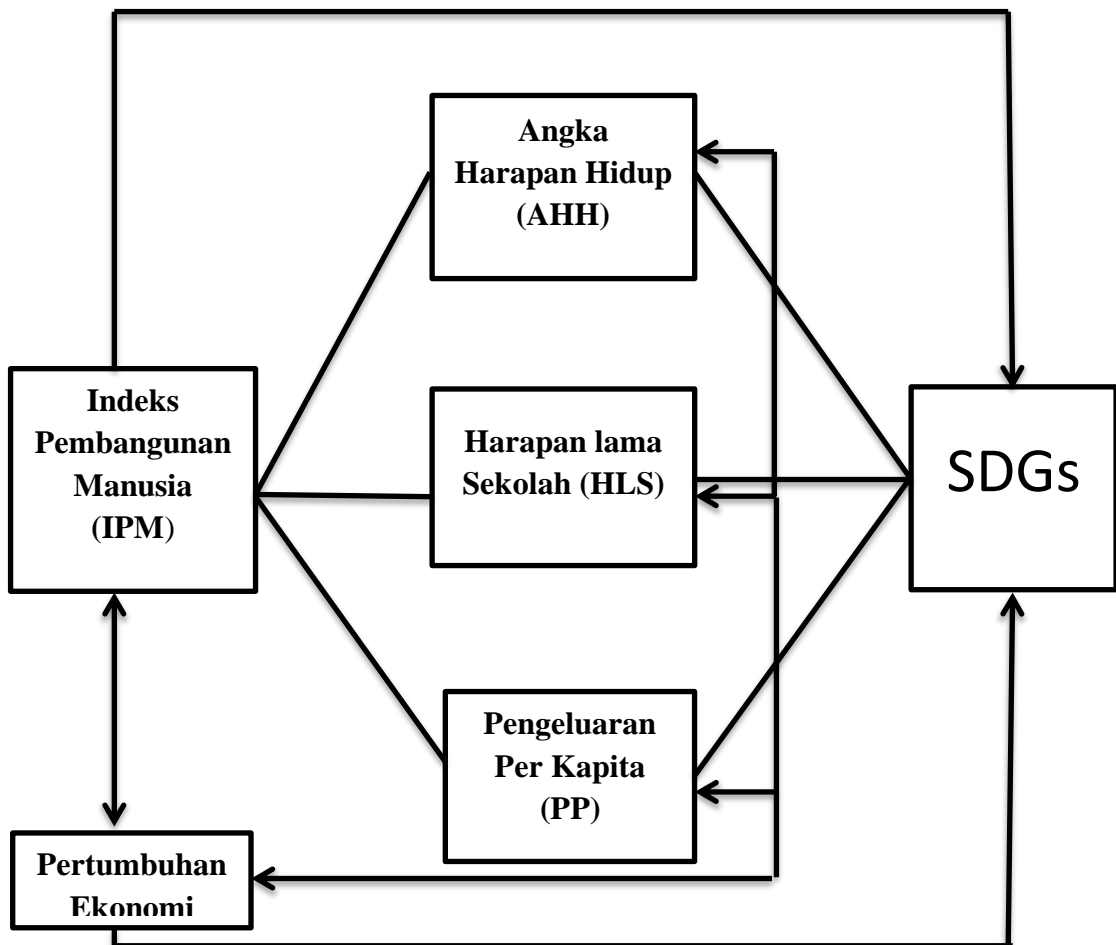 Angka
Harapan Hidup
(AHH)
Indeks
Pembangunan
Manusia
(IPM)
Harapan lama
Sekolah (HLS)
SDGs
Pengeluaran
Per Kapita
(PP)
Pertumbuhan
Ekonomi